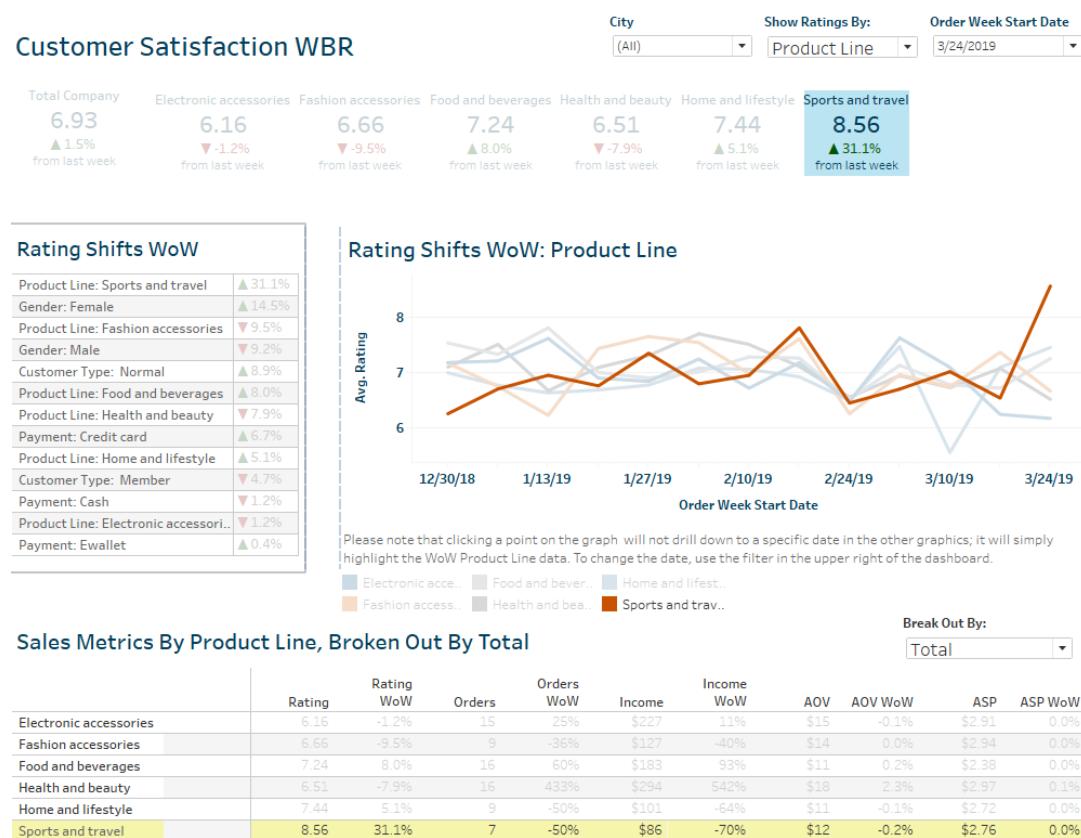 City
Show Ratings By:
Order Week Start Date
Customer Satisfaction WBR
(All)
Product Line
3/24/2019
Total Company
6.93
▲ 1.5%
from last week
Electronic accessories
6.16
▼ -1.2%
from last week
Fashion accessories
6.66
▼ -9.5%
from last week
Food and beverages
7.24
▲ 8.0%
from last week
Health and beauty
6.51
▼ -7.9%
from last week
Home and lifestyle
7.44
▲ 5.1%
from last week
Sports and travel
8.56
▲ 31.1%
from last week
Rating Shifts WoW
Product Line: Sports and travel ▲ 31.1%
Gender: Female ▲ 14.5%
Product Line: Fashion accessories ▼ 9.5%
Gender: Male ▼ 9.2%
Customer Type: Normal ▲ 8.9%
Product Line: Food and beverages ▲ 8.0%
Product Line: Health and beauty ▼ 7.9%
Payment: Credit card ▲ 6.7%
Product Line: Home and lifestyle ▲ 5.1%
Customer Type: Member ▼ 4.7%
Payment: Cash ▼ 1.2%
Product Line: Electronic accessori.. ▼ 1.2%
Payment: Ewallet ▲ 0.4%
Rating Shifts WoW: Product Line
Avg. Rating
8
7
6
12/30/18 1/13/19 1/27/19 2/10/19 2/24/19 3/10/19 3/24/19
Order Week Start Date
Please note that clicking a point on the graph will not drill down to a specific date in the other graphics; it will simply
highlight the WoW Product Line data. To change the date, use the filter in the upper right of the dashboard.
Electronic acce.. Food and bever.. Home and lifest..
Fashion access.. Health and bea.. Sports and trav..
Break Out By:
Sales Metrics By Product Line, Broken Out By Total
Total
Rating Rating WoW Orders Orders WoW Income Income WoW AOV AOV WoW ASP ASP WoW
Electronic accessories 6.16 -1.2% 15 25% $227 11% $15 -0.1% $2.91 0.0%
Fashion accessories 6.66 -9.5% 9 -36% $127 -40% $14 0.0% $2.94 0.0%
Food and beverages 7.24 8.0% 16 60% $183 93% $11 0.2% $2.38 0.0%
Health and beauty 6.51 -7.9% 16 433% $294 542% $18 2.3% $2.97 0.1%
Home and lifestyle 7.44 5.1% 9 -50% $101 -64% $11 -0.1% $2.72 0.0%
Sports and travel 8.56 31.1% 7 -50% $86 -70% $12 -0.2% $2.76 0.0%